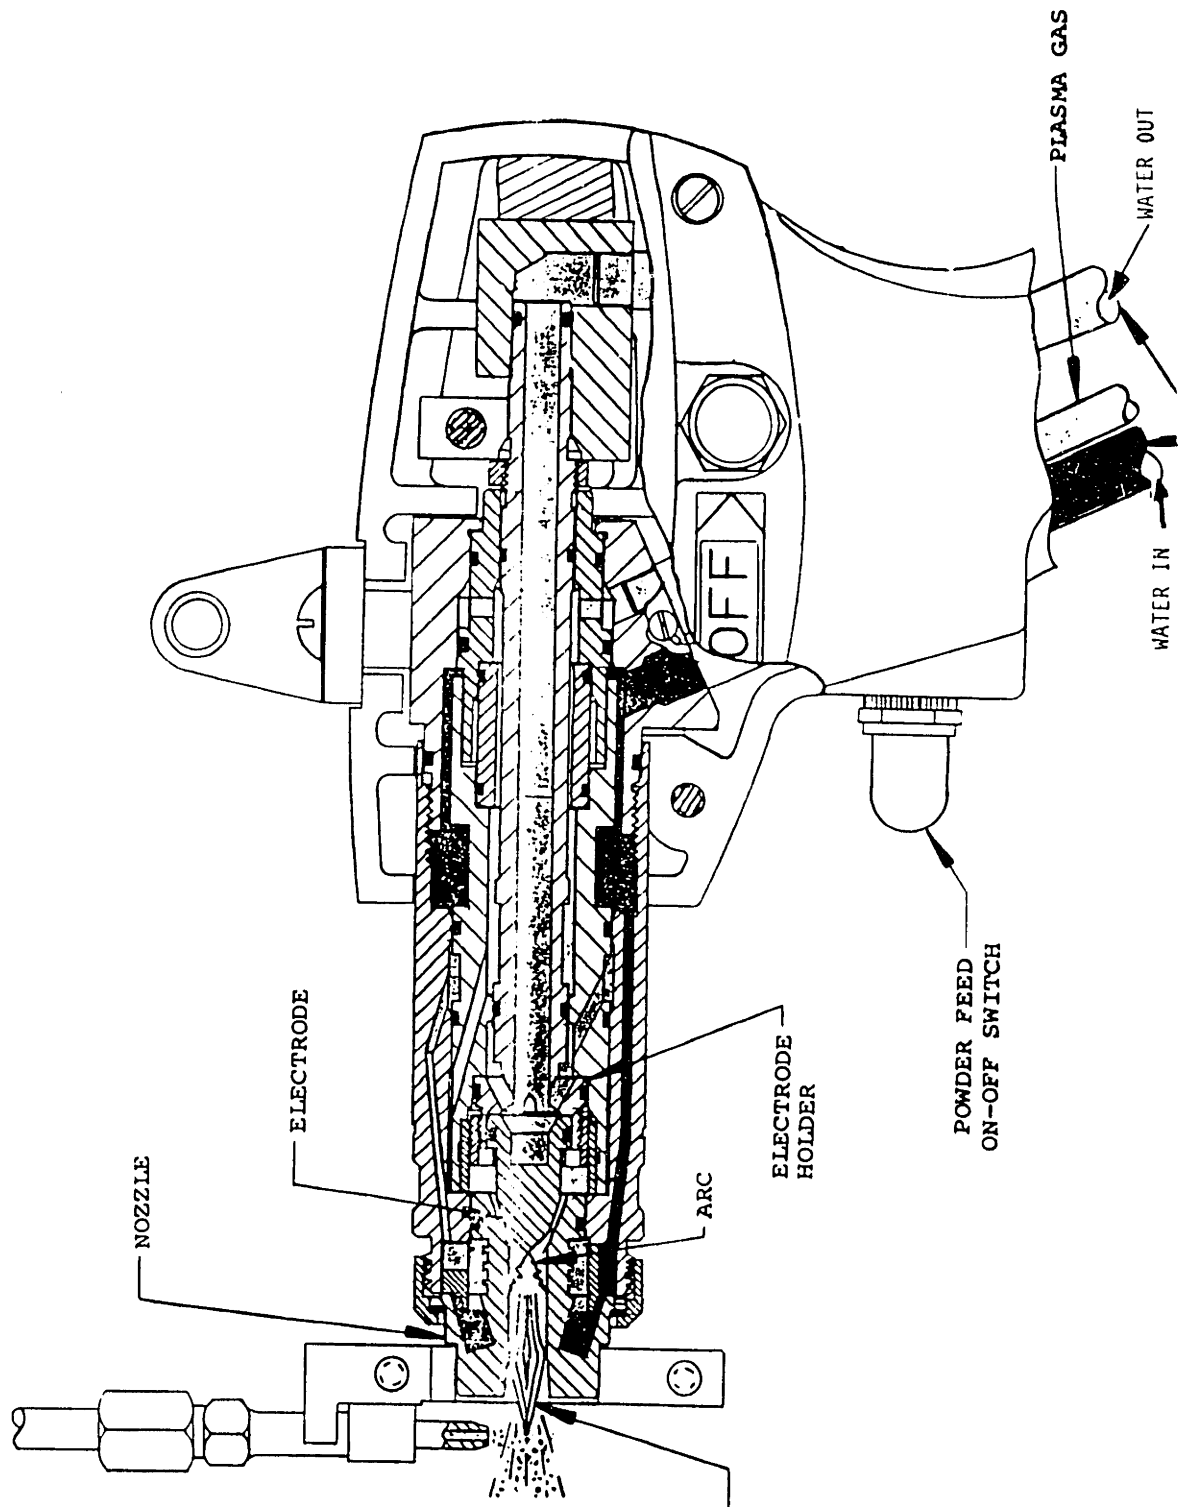 NOZZLE
ELECTRODE
PLASMA GAS
WATER OUT
WATER IN
OFF
ARC
ELECTRODE
HOLDER
POWDER FEED
ON-OFF SWITCH